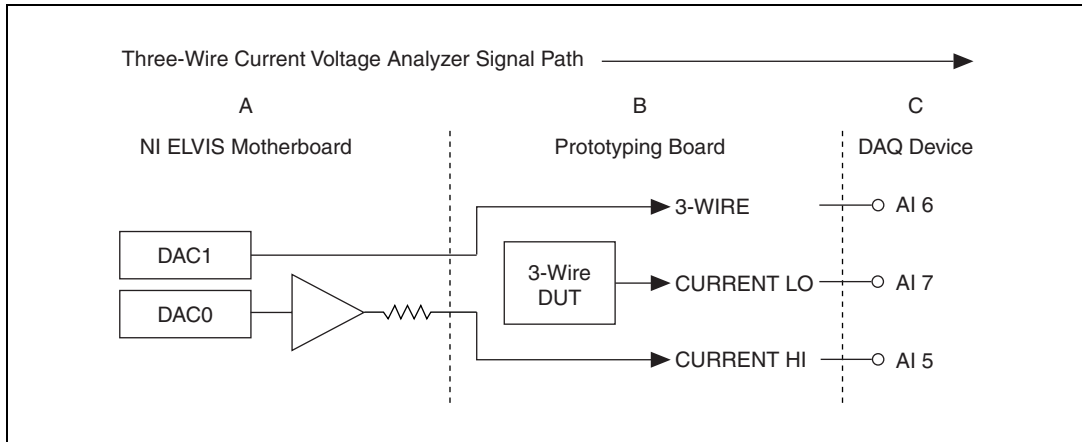 Three-Wire Current Voltage Analyzer Signal Path
A
B
C
NI ELVIS Motherboard
Prototyping Board
DAQ Device
3-WIRE
AI 6
DAC1
3-Wire
DUT
CURRENT LO
AI 7
DAC0
CURRENT HI
AI 5